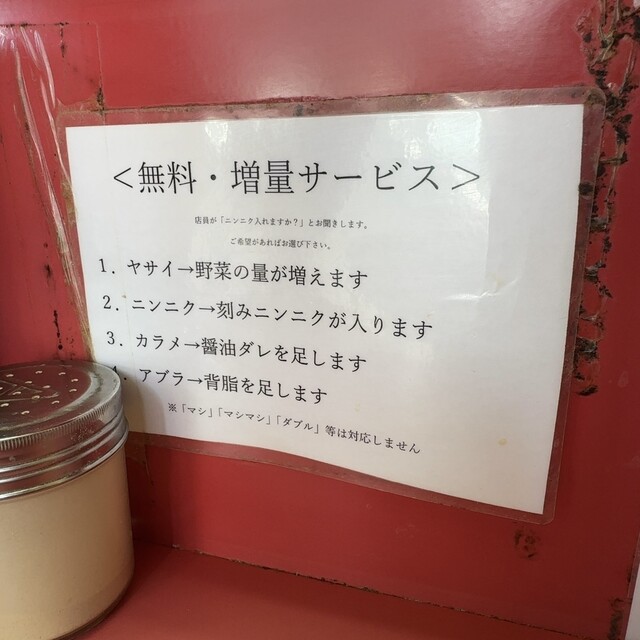 ＜無料・増量サービス＞
店員が「ニンニク入れますか？」とお聞きします。
ご希望があればお選び下さい。
1．ヤサイ→野菜の量が増えます
2．ニンニク→刻みニンニクが入ります
3．カラメ→醤油ダレを足します
4．アブラ→背脂を足します
※「マシ」「マシマシ」「ダブル」等は対応しません